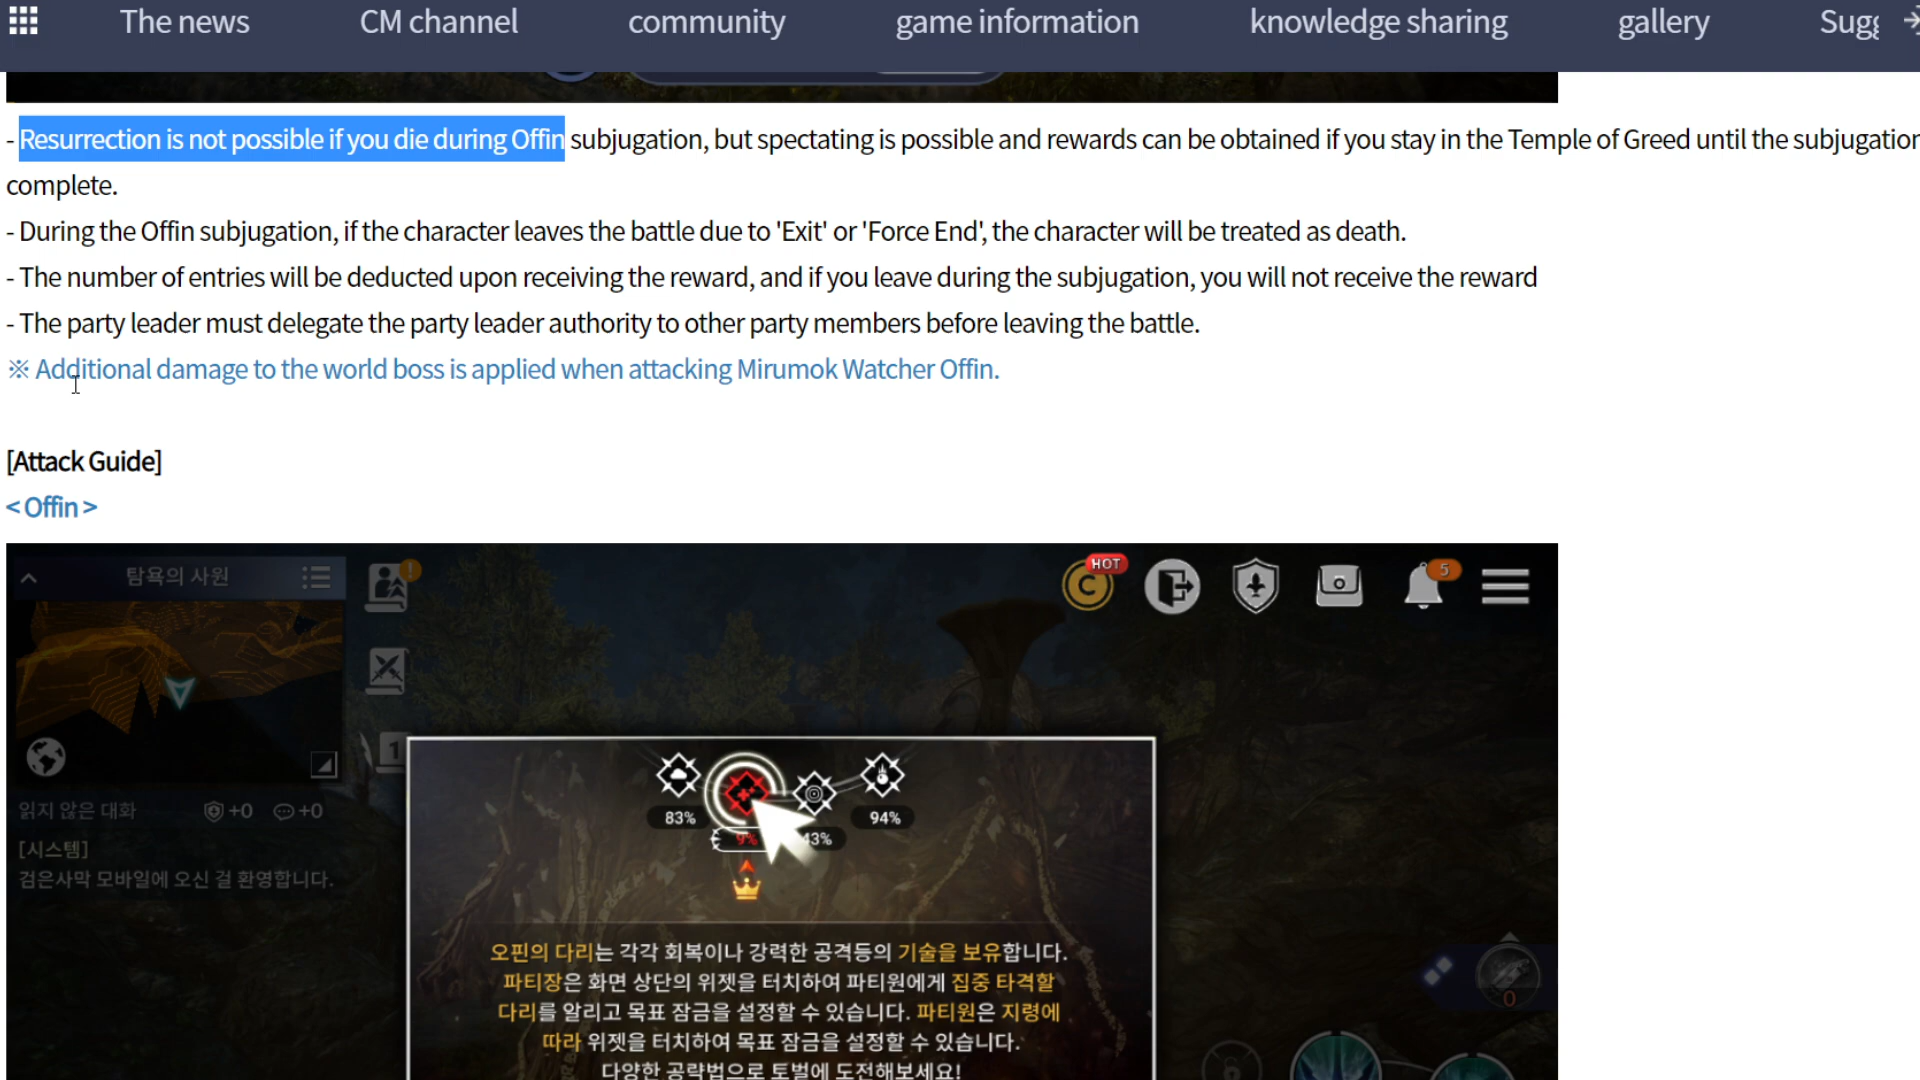 The news CM channel community game information knowledge sharing gallery Sugg
- Resurrection is not possible if you die during Offin subjugation, but spectating is possible and rewards can be obtained if you stay in the Temple of Greed until the subjugation
complete.
- During the Offin subjugation, if the character leaves the battle due to 'Exit' or 'Force End', the character will be treated as death.
- The number of entries will be deducted upon receiving the reward, and if you leave during the subjugation, you will not receive the reward
- The party leader must delegate the party leader authority to other party members before leaving the battle.
※ Additional damage to the world boss is applied when attacking Mirumok Watcher Offin.
[Attack Guide]
< Offin >
탐욕의 사원
HOT
5
1
읽지 않은 대화 +0 +0
[시스템]
검은사막 모바일에 오신 걸 환영합니다.
83% 9% 43% 94%
오핀의 다리는 각각 회복이나 강력한 공격등의 기술을 보유합니다.
파티장은 화면 상단의 위젯을 터치하여 파티원에게 집중 타격할
다리를 알리고 목표 잠금을 설정할 수 있습니다. 파티원은 지령에
따라 위젯을 터치하여 목표 잠금을 설정할 수 있습니다.
다양한 공략법으로 토벌에 도전해보세요!
0